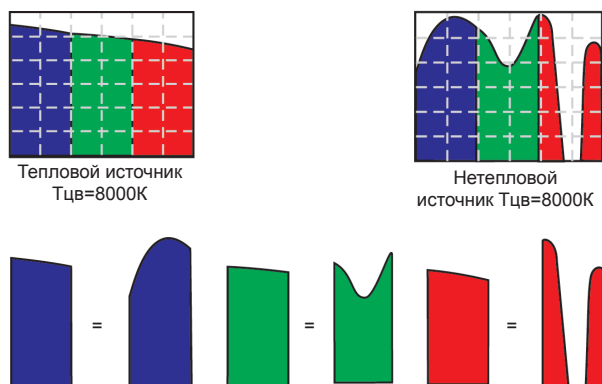 Тепловой источник
Тцв=8000К
Нетепловой
источник Тцв=8000К
= = =